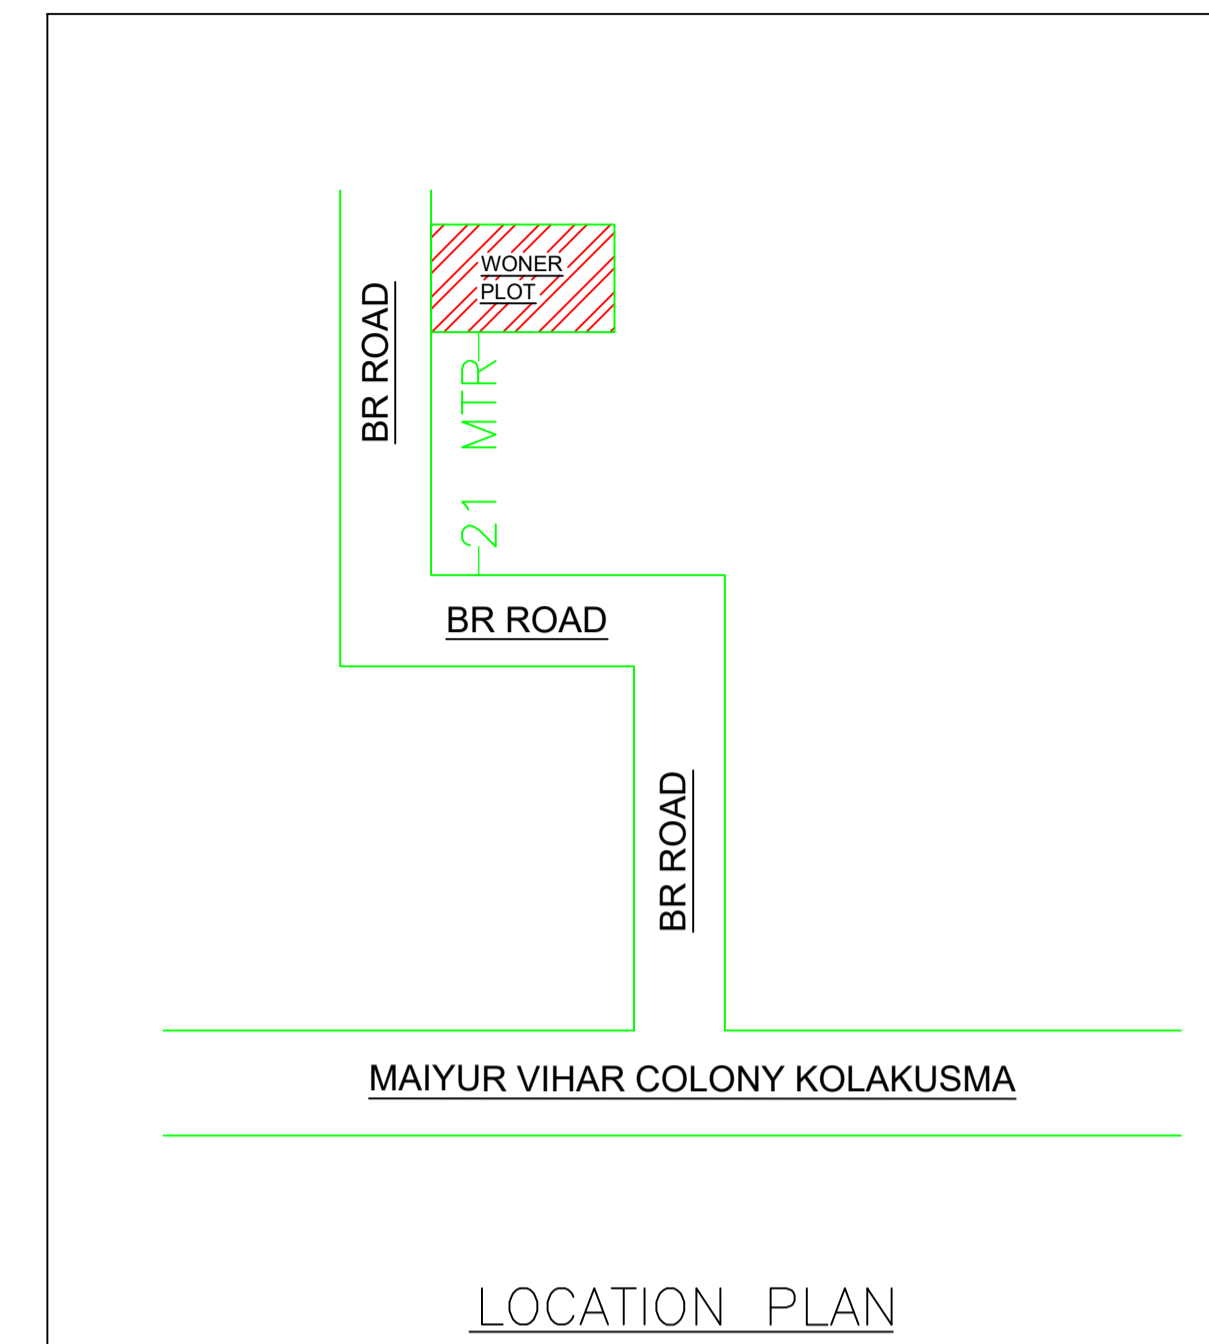 WONER
PLOT
BR ROAD
21 MTR
BR ROAD
BR ROAD
MAIYUR VIHAR COLONY KOLAKUSMA
LOCATION PLAN